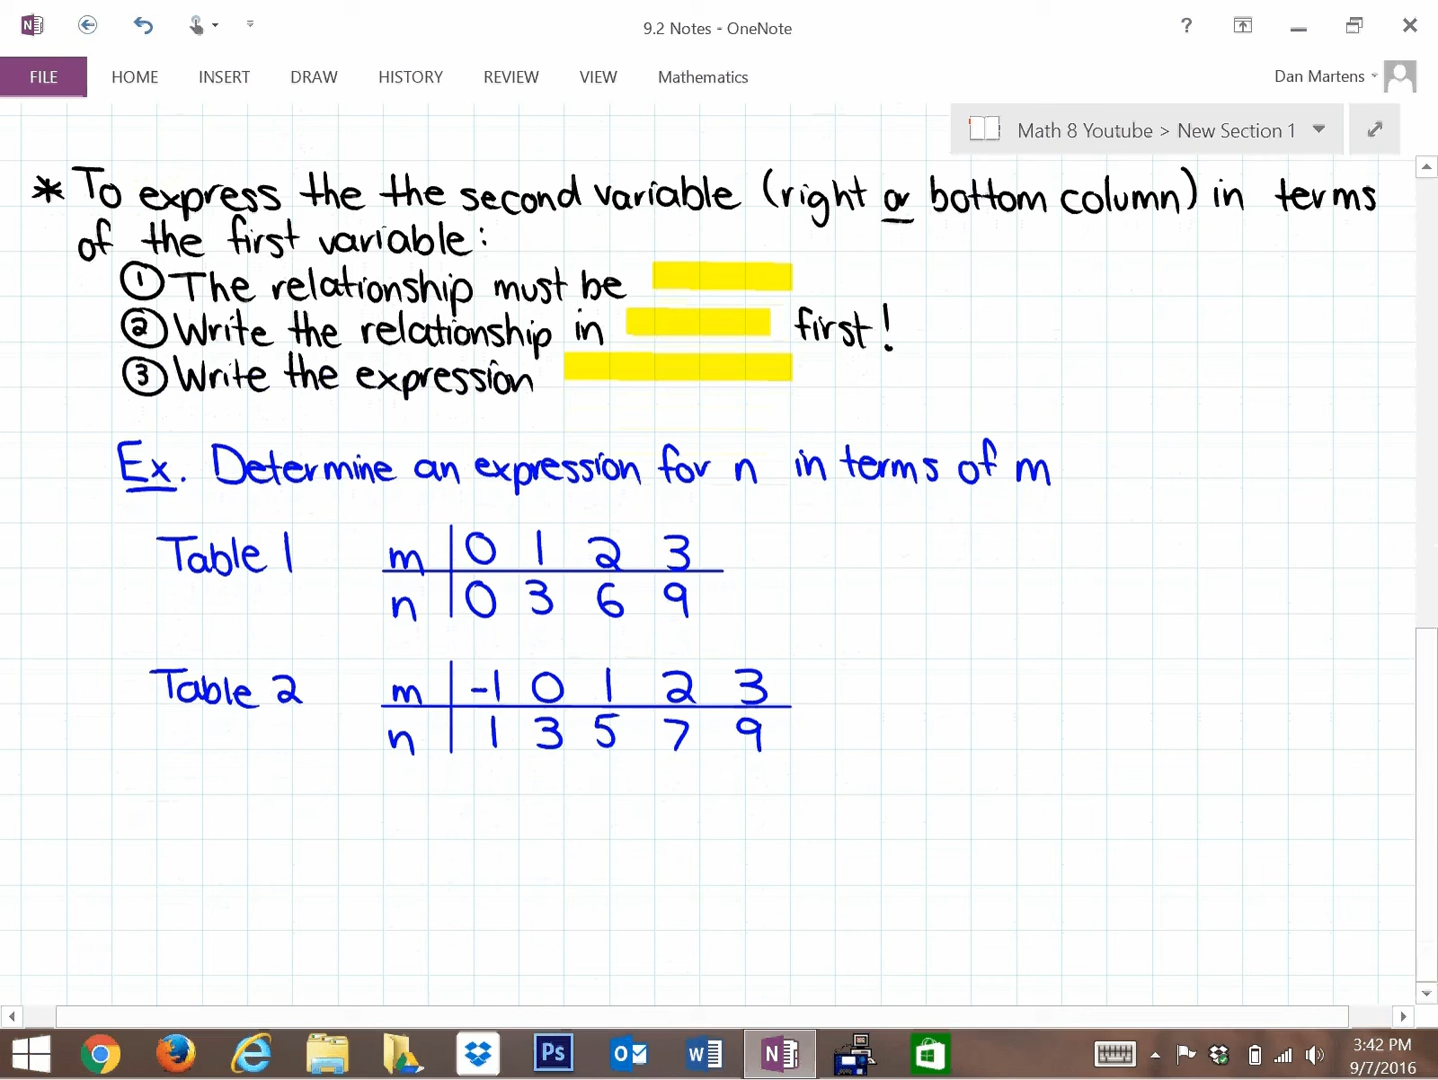 9.2 Notes - OneNote
?
FILE HOME INSERT DRAW HISTORY REVIEW VIEW Mathematics
Dan Martens
Math 8 Youtube > New Section 1
* To express the the second variable (right or bottom column) in terms
of the first variable:
① The relationship must be
② Write the relationship in first!
③ Write the expression
Ex. Determine an expression for n in terms of m
Table 1 m 0 1 2 3
n 0 3 6 9
Table 2 m -1 0 1 2 3
n 1 3 5 7 9
Ps
3:42 PM
9/7/2016